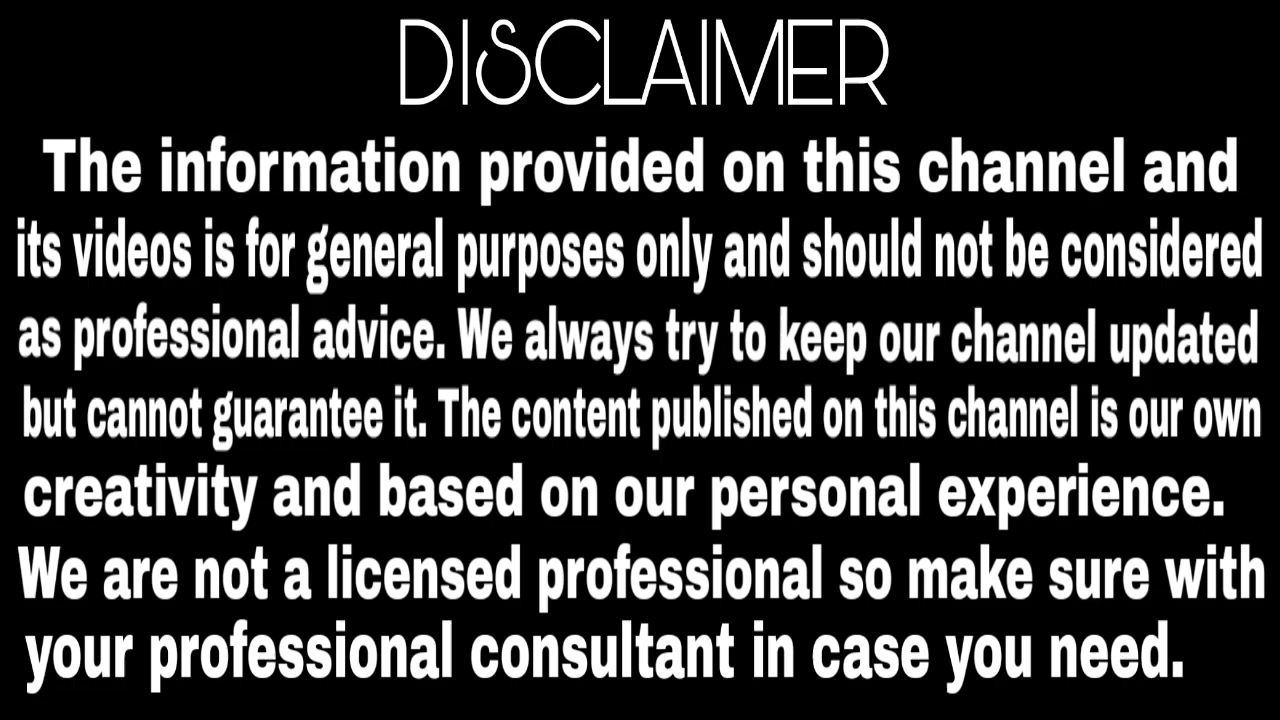 DISCLAIMER
The information provided on this channel and
its videos is for general purposes only and should not be considered
as professional advice. We always try to keep our channel updated
but cannot guarantee it. The content published on this channel is our own
creativity and based on our personal experience.
We are not a licensed professional so make sure with
your professional consultant in case you need.